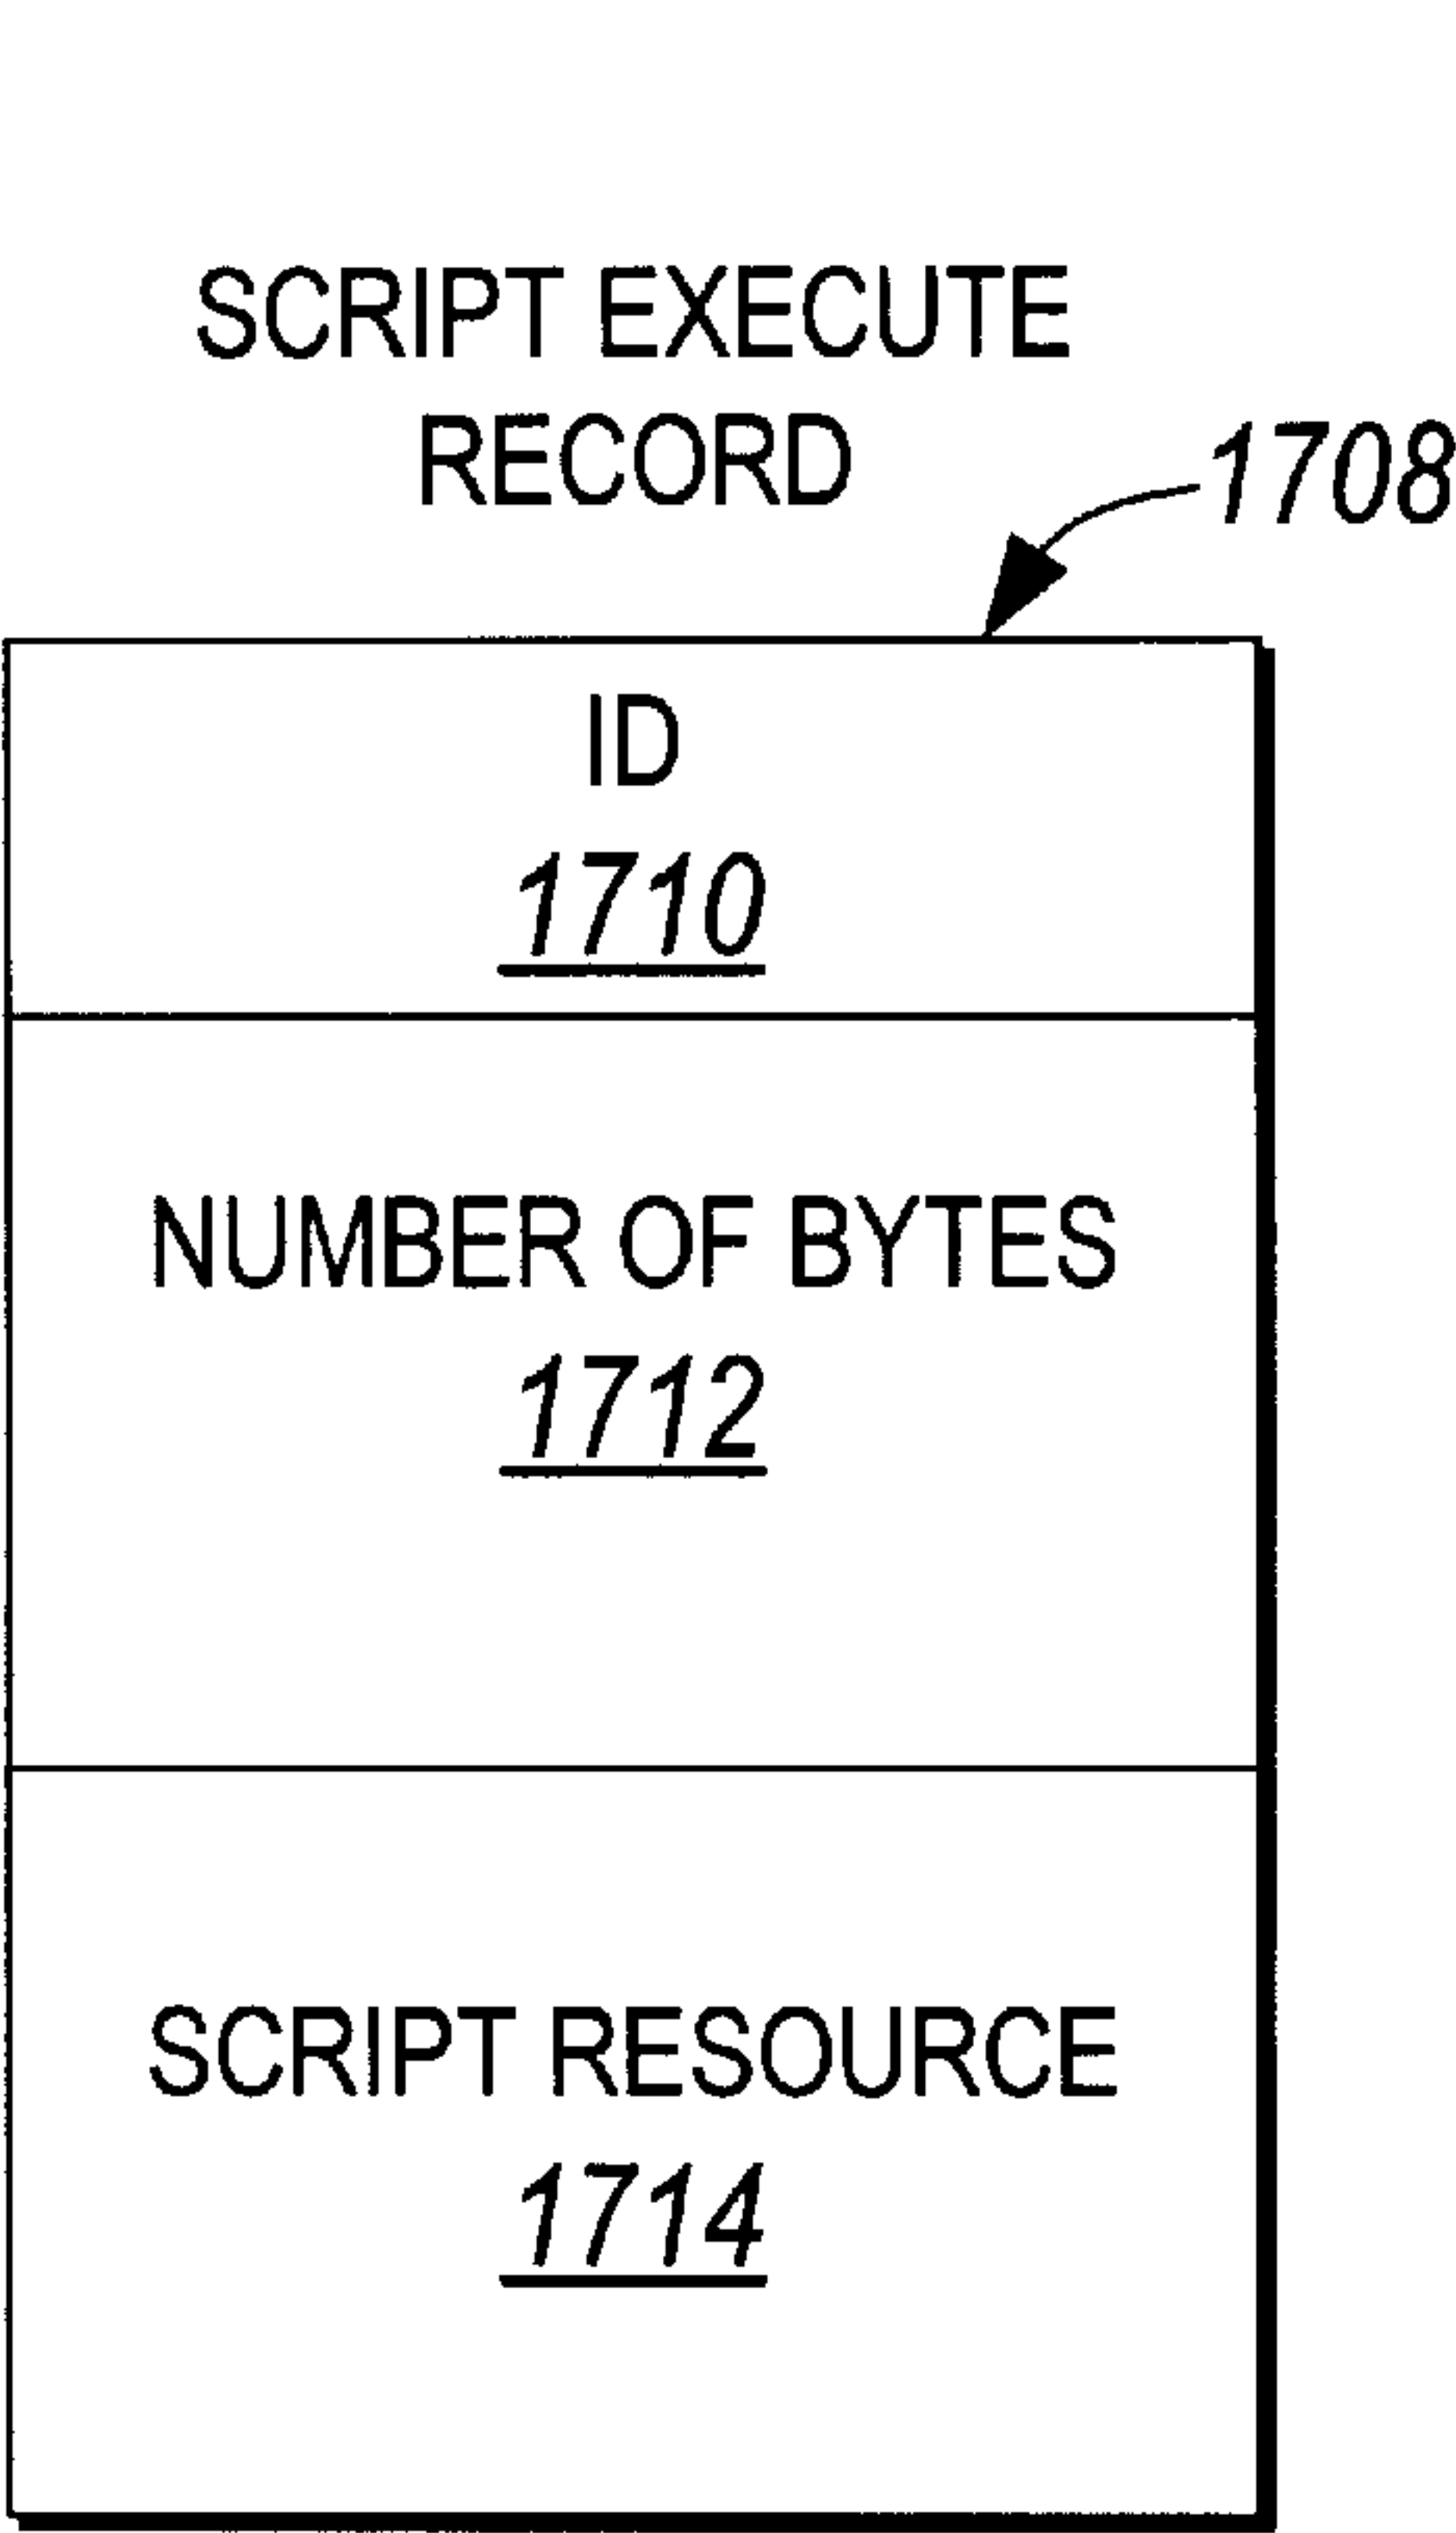 SCRIPT EXECUTE
RECORD
1708
ID
1710
NUMBER OF BYTES
1712
SCRIPT RESOURCE
1714